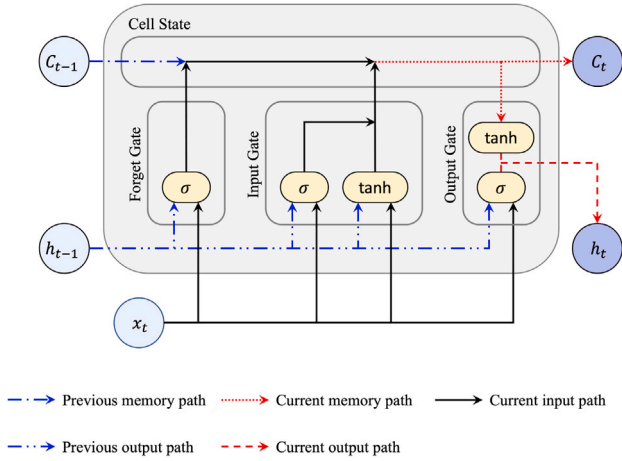 Cell State
C_{t-1}
C_t
Forget Gate
Input Gate
Output Gate
tanh
σ
σ
tanh
σ
h_{t-1}
h_t
x_t
Previous memory path
Current memory path
Current input path
Previous output path
Current output path